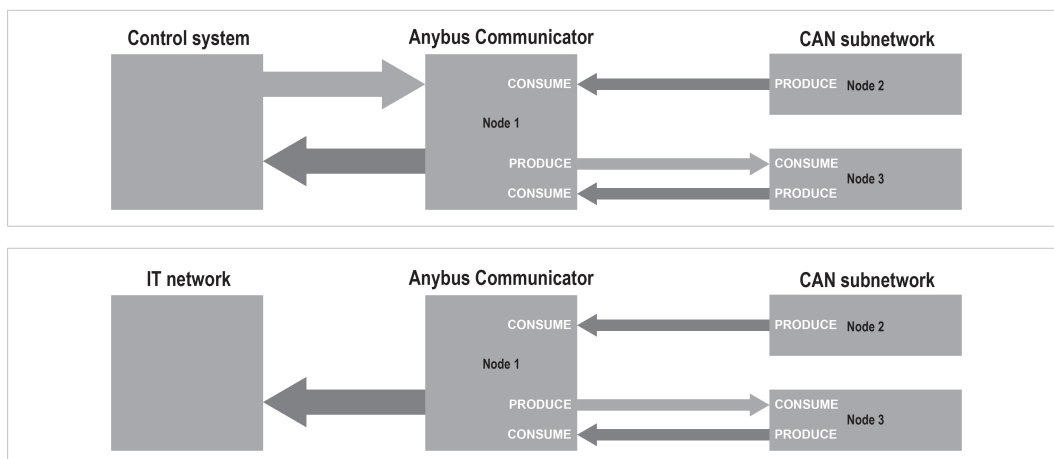 Control system Anybus Communicator CAN subnetwork
CONSUME PRODUCE Node 2
Node 1
PRODUCE CONSUME
Node 3
CONSUME PRODUCE
IT network Anybus Communicator CAN subnetwork
CONSUME PRODUCE Node 2
Node 1
PRODUCE CONSUME
Node 3
CONSUME PRODUCE